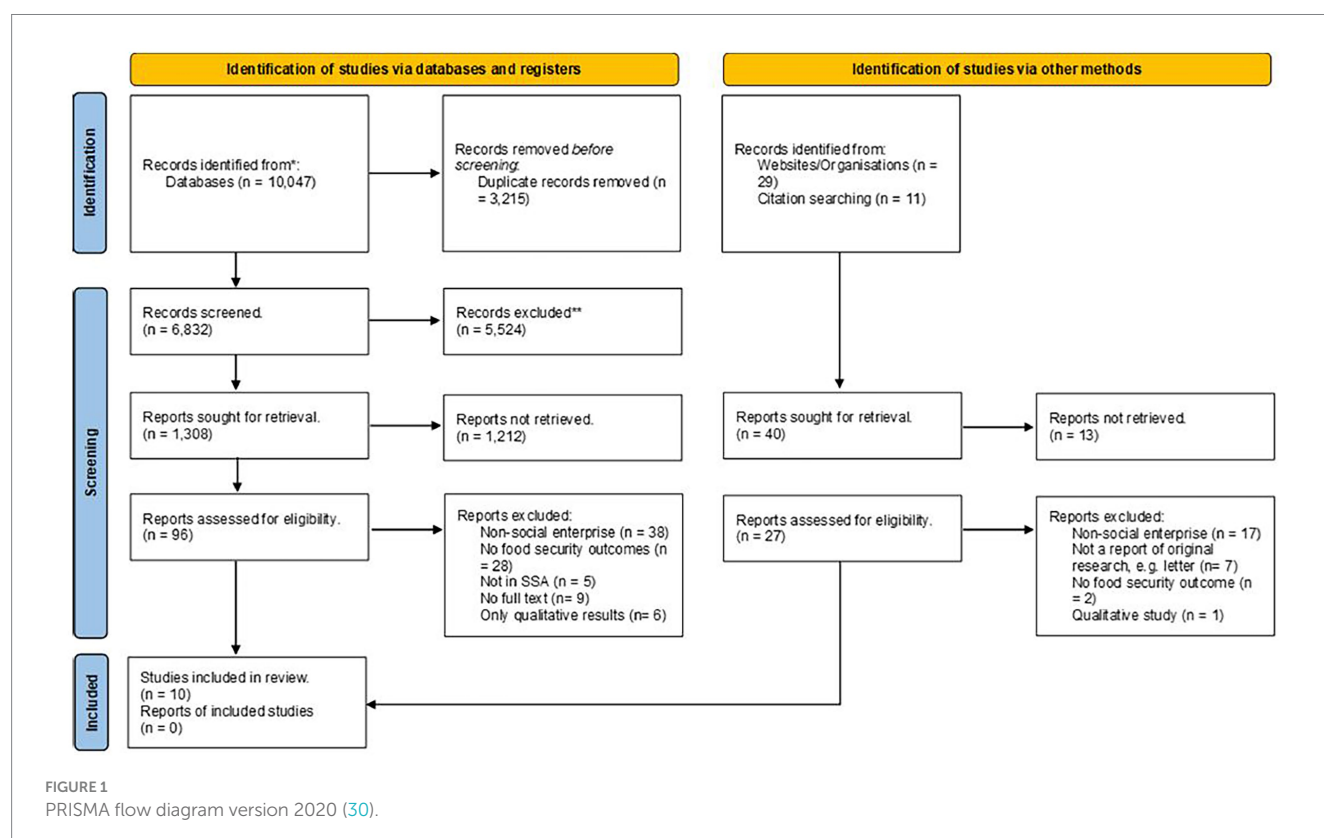 Identification of studies via databases and registers
Identification of studies via other methods
Identification
Records identified from*:
Databases (n = 10,047)
Records removed before
screening:
Duplicate records removed (n
= 3,215)
Records identified from:
Websites/Organisations (n =
29)
Citation searching (n = 11)
Screening
Records screened.
(n = 6,832)
Records excluded**
(n = 5,524)
Reports sought for retrieval.
(n = 1,308)
Reports not retrieved.
(n = 1,212)
Reports sought for retrieval.
(n = 40)
Reports not retrieved.
(n = 13)
Reports assessed for eligibility.
(n = 96)
Reports excluded:
Non-social enterprise (n = 38)
No food security outcomes (n
= 28)
Not in SSA (n = 5)
No full text (n= 9)
Only qualitative results (n= 6)
Reports assessed for eligibility.
(n = 27)
Reports excluded:
Non-social enterprise (n = 17)
Not a report of original
research, e.g. letter (n= 7)
No food security outcome (n
= 2)
Qualitative study (n = 1)
Included
Studies included in review.
(n = 10)
Reports of included studies
(n = 0)
FIGURE 1
PRISMA flow diagram version 2020 (30).